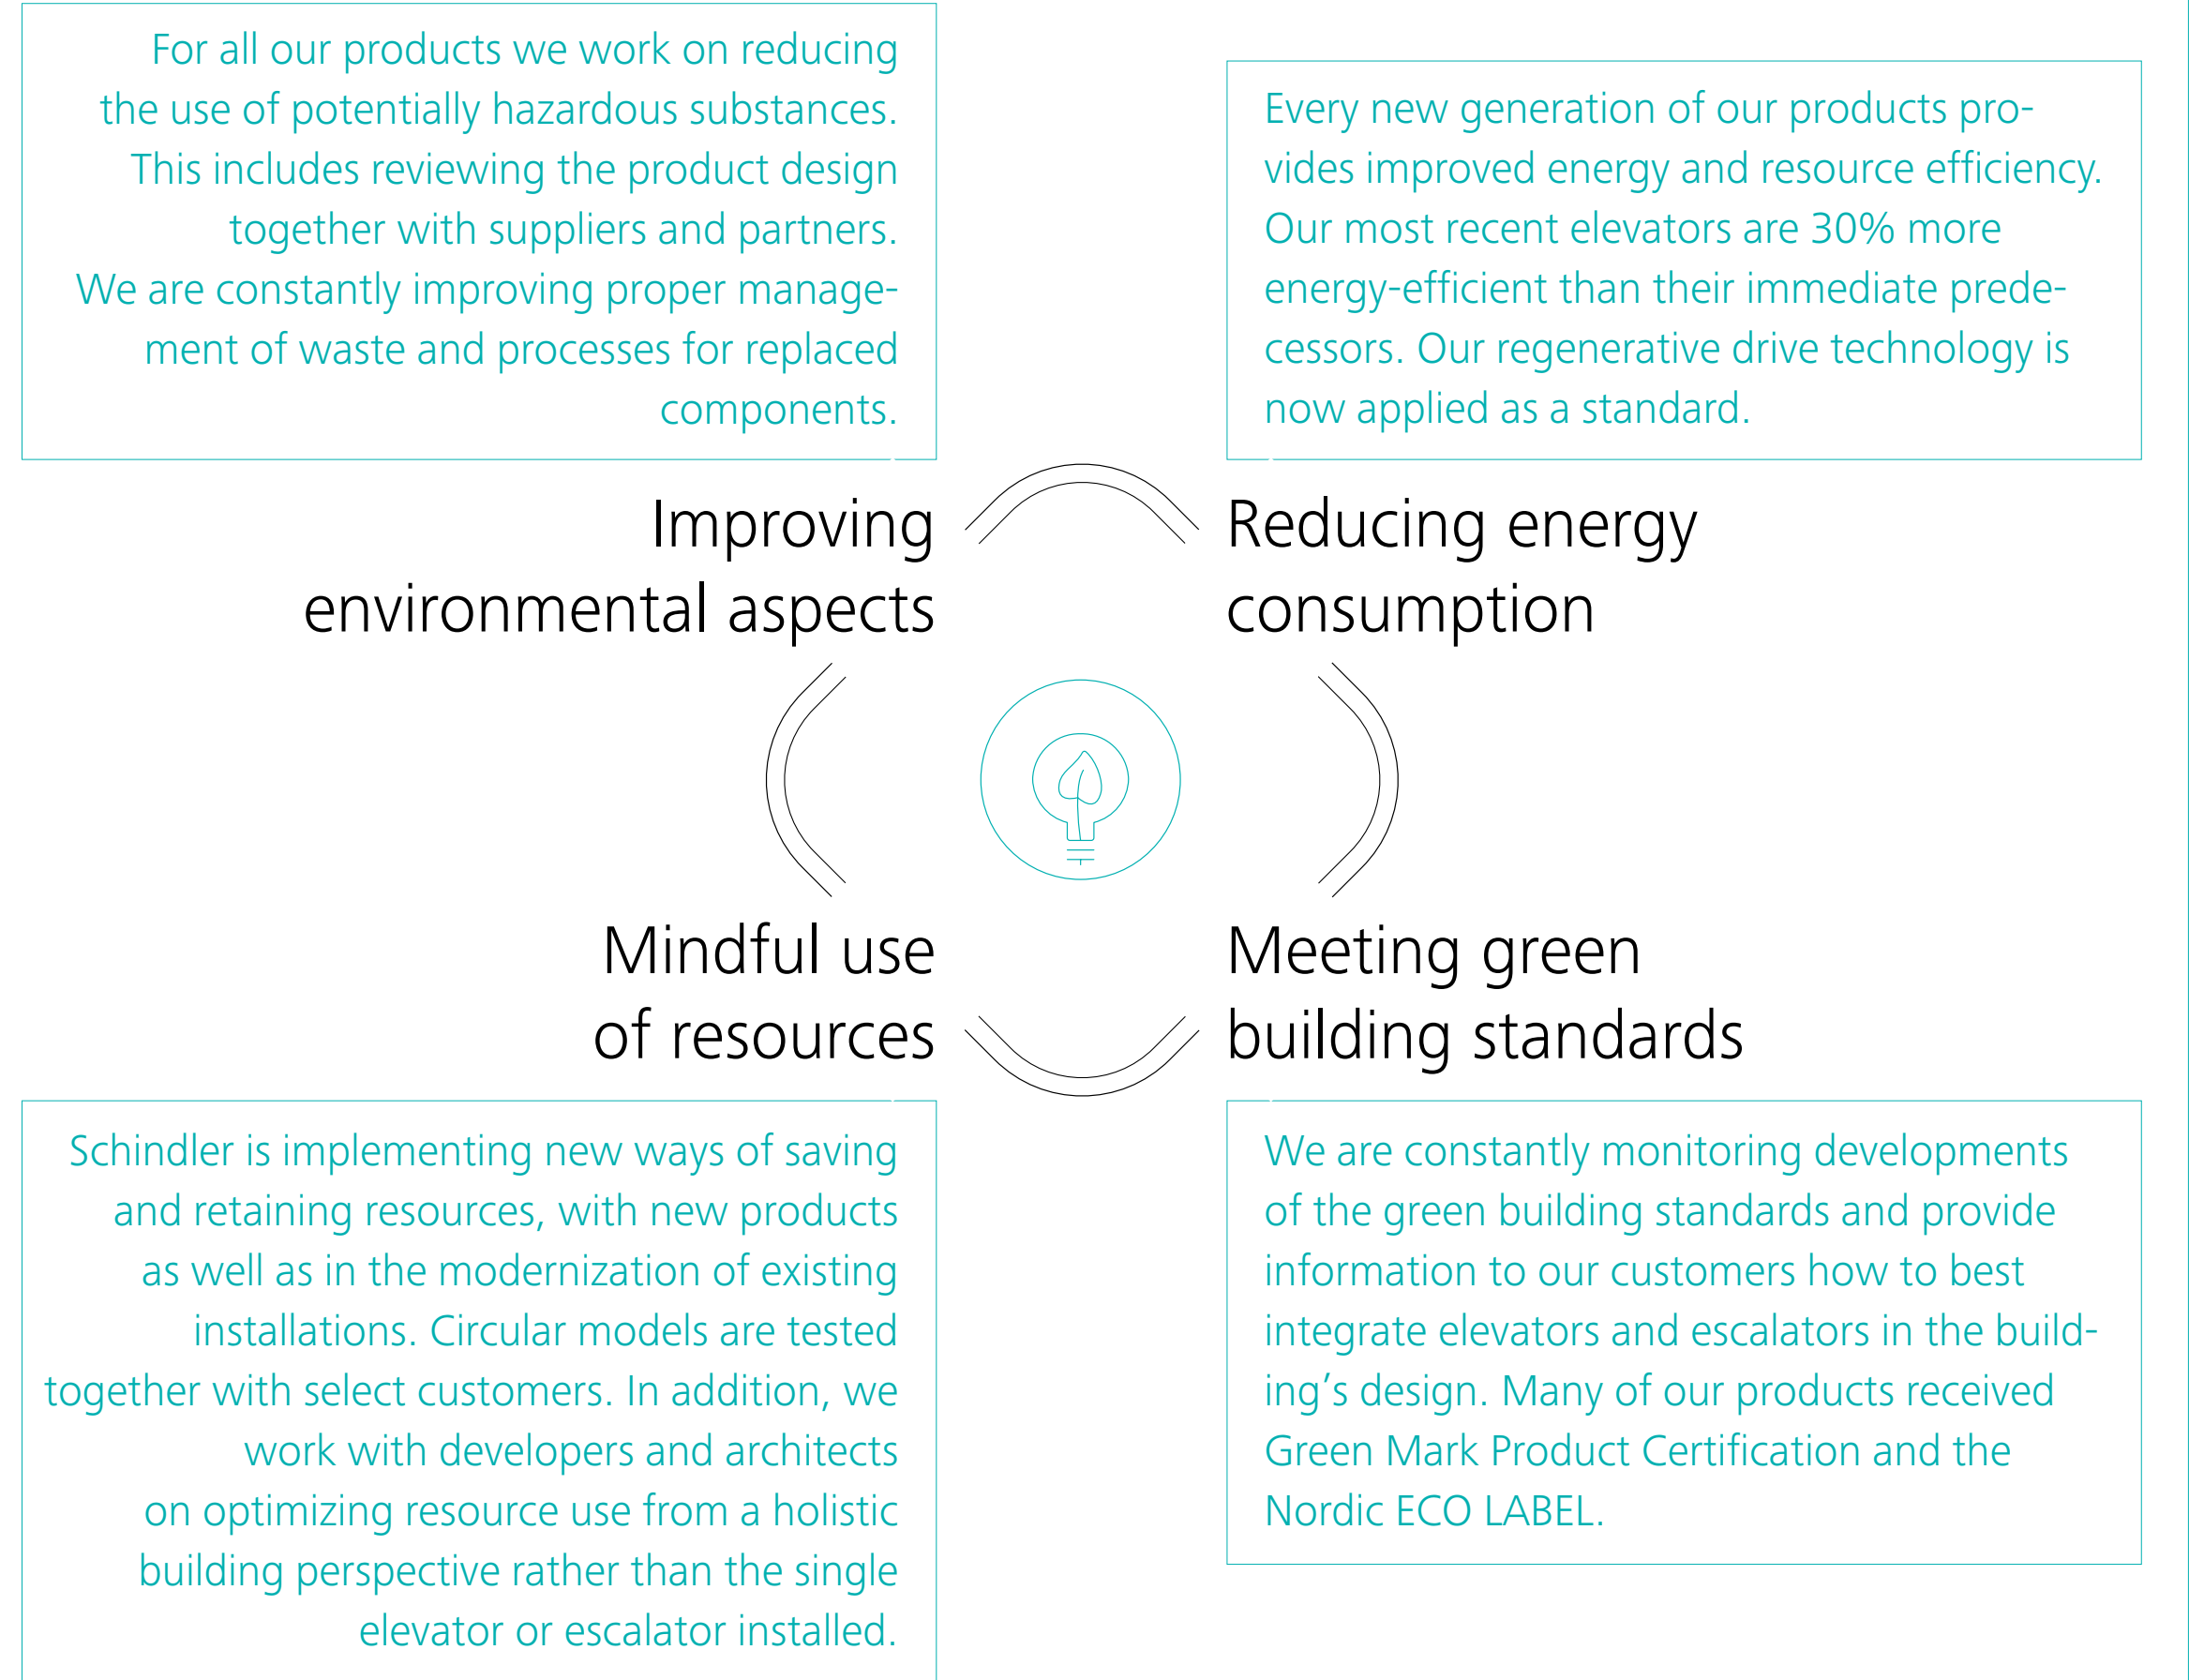 For all our products we work on reducing
the use of potentially hazardous substances.
This includes reviewing the product design
together with suppliers and partners.
We are constantly improving proper manage-
ment of waste and processes for replaced
components.
Improving
environmental aspects
Every new generation of our products pro-
vides improved energy and resource efficiency.
Our most recent elevators are 30% more
energy-efficient than their immediate prede-
cessors. Our regenerative drive technology is
now applied as a standard.
Reducing energy
consumption
Mindful use
of resources
Schindler is implementing new ways of saving
and retaining resources, with new products
as well as in the modernization of existing
installations. Circular models are tested
together with select customers. In addition, we
work with developers and architects
on optimizing resource use from a holistic
building perspective rather than the single
elevator or escalator installed.
Meeting green
building standards
We are constantly monitoring developments
of the green building standards and provide
information to our customers how to best
integrate elevators and escalators in the build-
ing’s design. Many of our products received
Green Mark Product Certification and the
Nordic ECO LABEL.